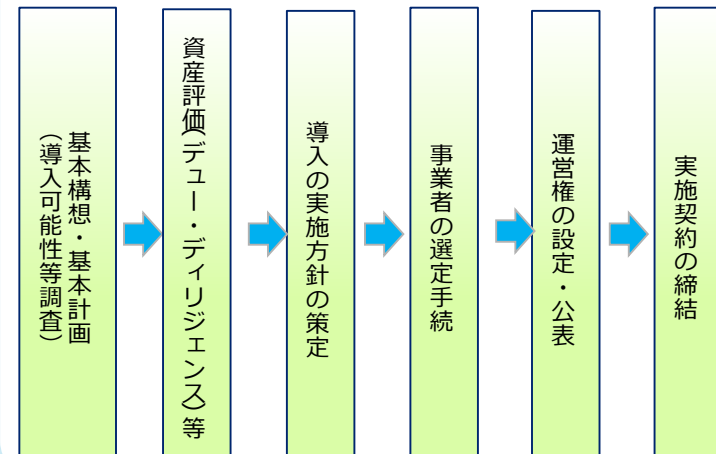 基本構想・基本計画
（導入可能性等調査）
資産評価（デュー・ディリジェンス）等
導入の実施方針の策定
事業者の選定手続
運営権の設定・公表
実施契約の締結